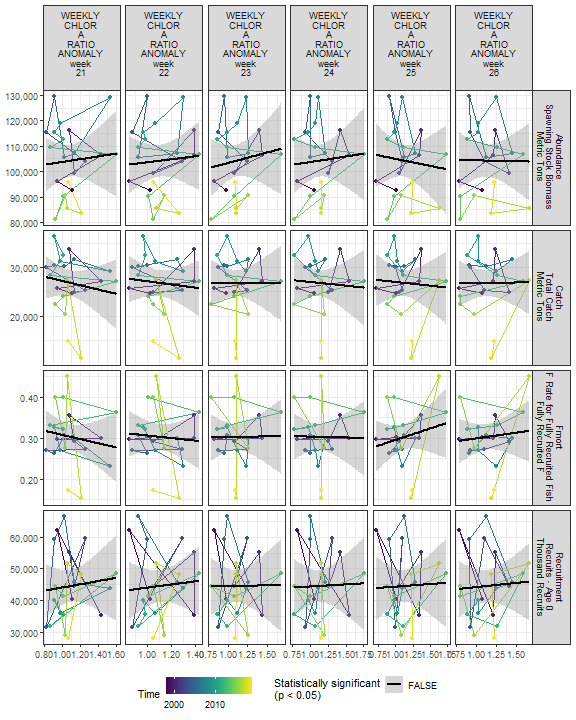 WEEKLY WEEKLY WEEKLY WEEKLY WEEKLY WEEKLY
CHLOR CHLOR CHLOR CHLOR CHLOR CHLOR
A A A A A A
RATIO RATIO RATIO RATIO RATIO RATIO
ANOMALY ANOMALY ANOMALY ANOMALY ANOMALY ANOMALY
week week week week week week
21 22 23 24 25 26
130,000
120,000
110,000
100,000
90,000
80,000
Abundance
Spawning Stock Biomass
Metric Tons
30,000
20,000
Catch
Total Catch
Metric Tons
0.40
0.30
0.20
Fmort
F Rate for Fully Recruited Fish
Fully Recruited F
60,000
50,000
40,000
30,000
Recruitment
Recruits - Age 0
Thousand Recruits
0.80 1.00 1.20 1.40 1.60 1.00 1.20 1.40 0.75 1.00 1.25 1.50 0.75 1.00 1.25 1.50 1.75 0.75 1.00 1.25 1.50 1.75 0.75 1.00 1.25 1.50
Time
2000 2010
Statistically significant
(p < 0.05)
FALSE